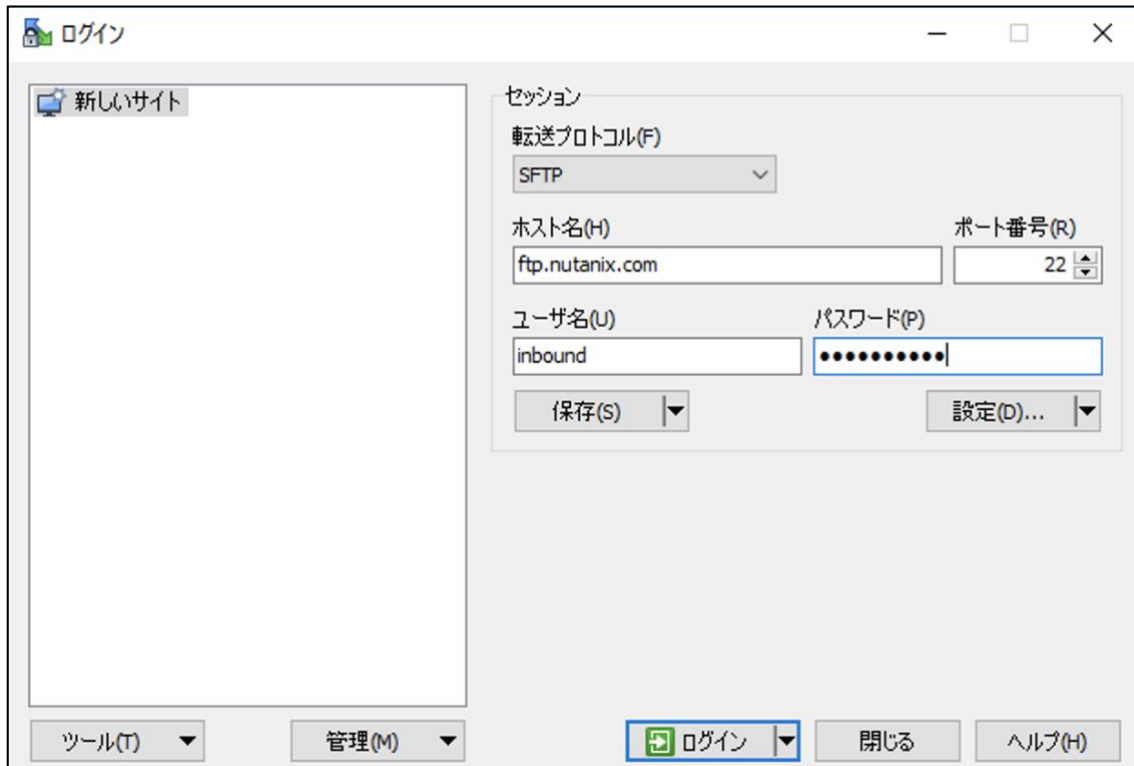 ログイン
新しいサイト
セッション
転送プロトコル(F)
SFTP
ホスト名(H)
ポート番号(R)
ftp.nutanix.com
22
ユーザ名(U)
パスワード(P)
inbound
●●●●●●●●●●
保存(S)
設定(D)...
ツール(T)
管理(M)
ログイン
閉じる
ヘルプ(H)